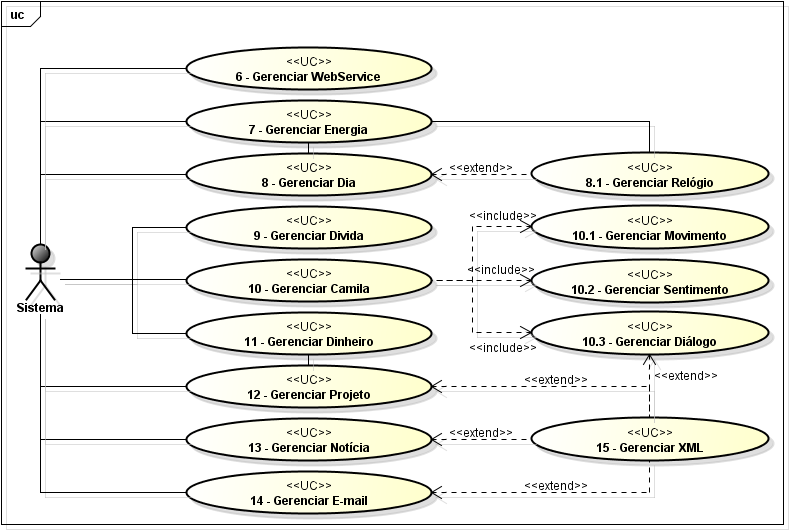 uc
<<UC>>
6 - Gerenciar WebService
<<UC>>
7 - Gerenciar Energia
<<UC>>
8 - Gerenciar Dia
<<extend>>
<<UC>>
8.1 - Gerenciar Relógio
<<UC>>
9 - Gerenciar Dívida
<<include>>
<<UC>>
10.1 - Gerenciar Movimento
Sistema
<<UC>>
10 - Gerenciar Camila
<<include>>
<<UC>>
10.2 - Gerenciar Sentimento
<<UC>>
11 - Gerenciar Dinheiro
<<include>>
<<UC>>
10.3 - Gerenciar Diálogo
<<UC>>
12 - Gerenciar Projeto
<<extend>>
<<extend>>
<<UC>>
13 - Gerenciar Notícia
<<extend>>
<<UC>>
15 - Gerenciar XML
<<UC>>
14 - Gerenciar E-mail
<<extend>>